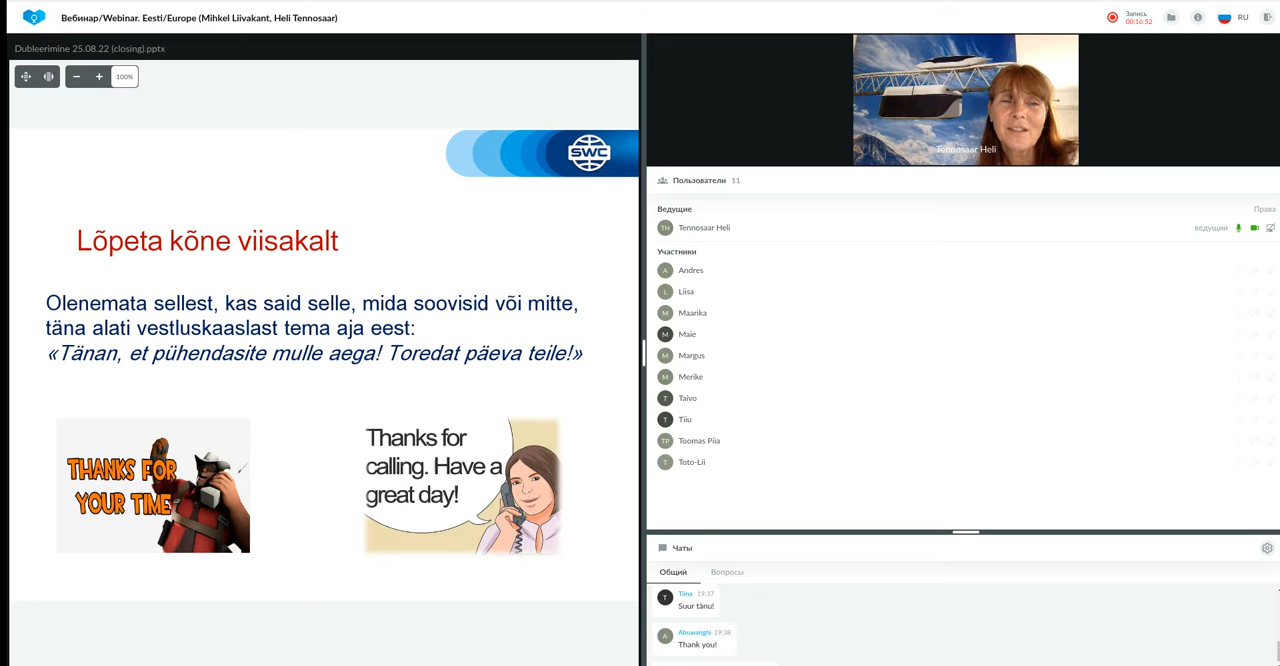 Вебинар/Webinar. Eesti/Europe (Mihkel Liivakant, Heli Tennosaar)
Запись
00:16:52
RU
Dubleerimine 25.08.22 (closing).pptx
100%
SWC
Lõpeta kõne viisakalt
Olenemata sellest, kas said selle, mida soovisid või mitte,
täna alati vestluskaaslast tema aja eest:
«Tänan, et pühendasite mulle aega! Toredat päeva teile!»
THANKS FOR
YOUR TIME
Thanks for
calling. Have a
great day!
Tennosaar Heli
Пользователи 11
Ведущие
Права
TH Tennosaar Heli
ведущий
Участники
A Andres
L Liisa
M Maarika
M Maie
M Margus
M Merike
T Taivo
T Tiiu
TP Toomas Piia
T Toto-Lii
Чаты
Общий
Вопросы
T Tiina 19:37
Suur tänu!
A Abuwanghi 19:38
Thank you!